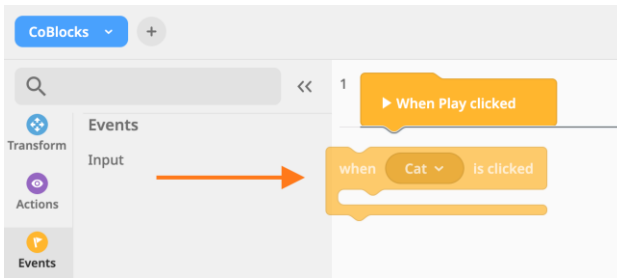 CoBlocks
+
1
When Play clicked
Transform
Events
Input
when Cat is clicked
Actions
Events